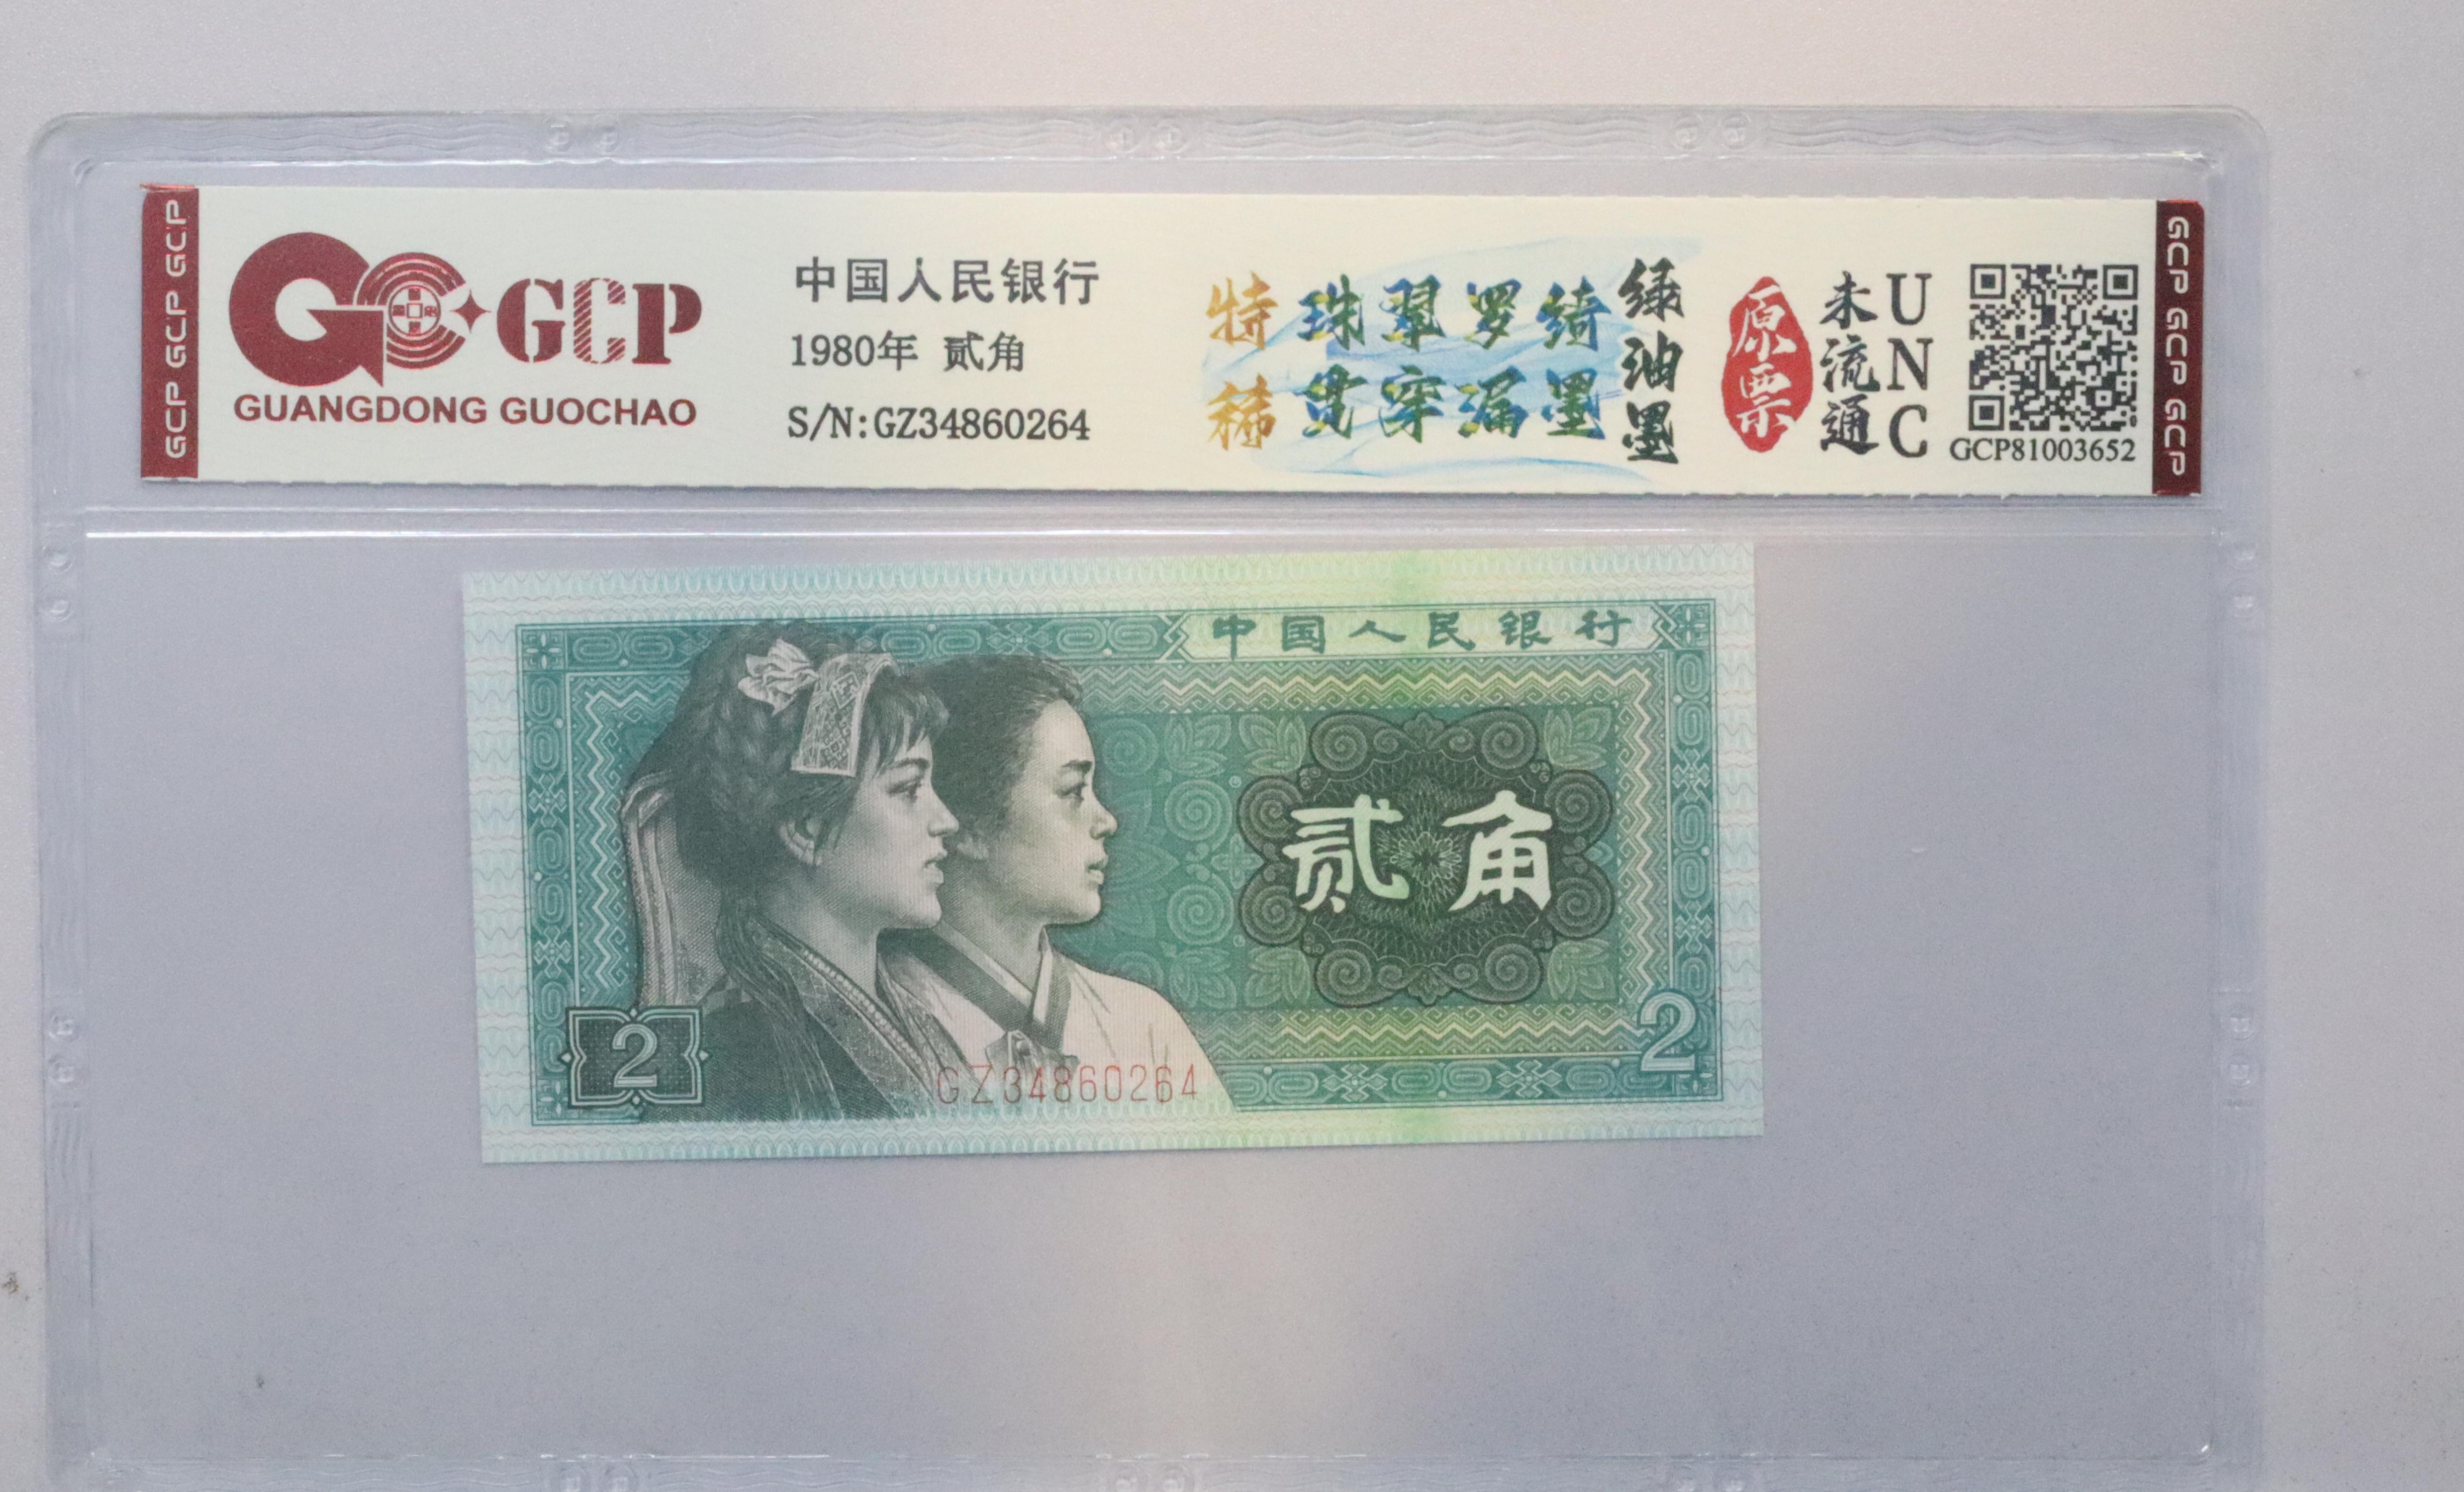 GCP GCP GCP
GCP
GUANGDONG GUOCHAO
中国人民银行
1980年 贰角
S/N:GZ34860264
特稀
珠翠罗绮
贯穿漏墨
绿油墨
原票
未流通
UNC
GCP81003652
GCP GCP GCP
中国人民银行
贰角
2
2
GZ34860264